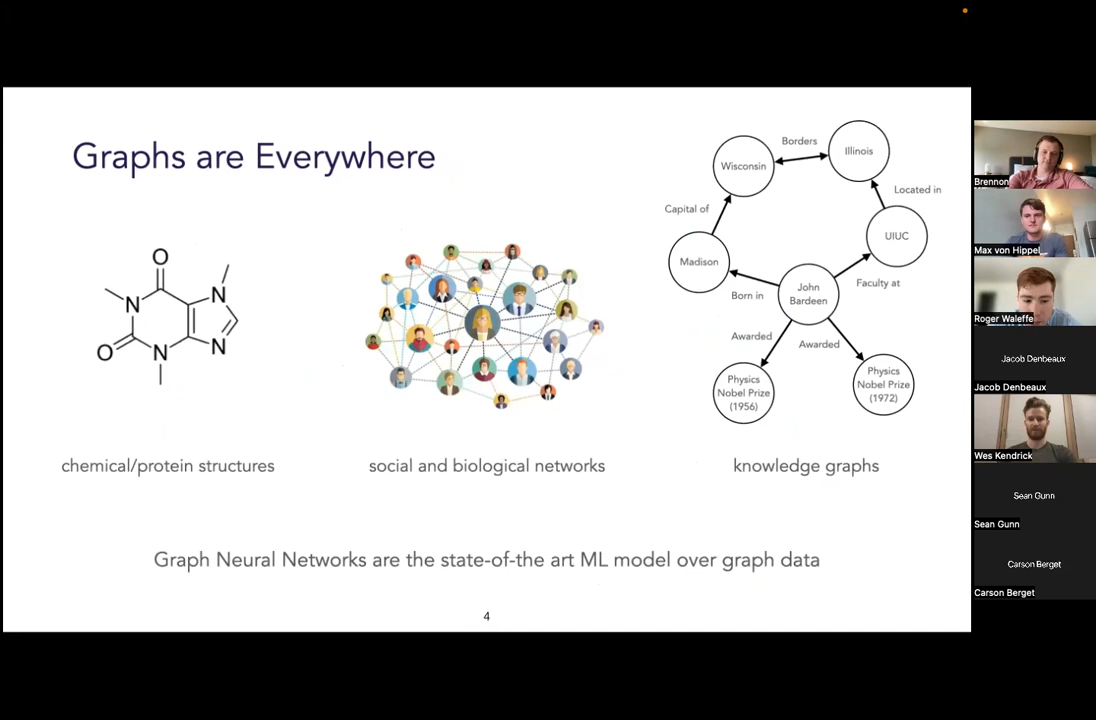 Graphs are Everywhere
O
N
N
O
N
N
chemical/protein structures
social and biological networks
Wisconsin
Borders
Illinois
Capital of
Located in
Madison
UIUC
Born in
John
Bardeen
Faculty at
Awarded
Awarded
Physics
Nobel Prize
(1956)
Physics
Nobel Prize
(1972)
knowledge graphs
Graph Neural Networks are the state-of-the art ML model over graph data
4
Brennon
Max von Hippel
Roger Waleffe
Jacob Denbeaux
Jacob Denbeaux
Wes Kendrick
Sean Gunn
Sean Gunn
Carson Berget
Carson Berget